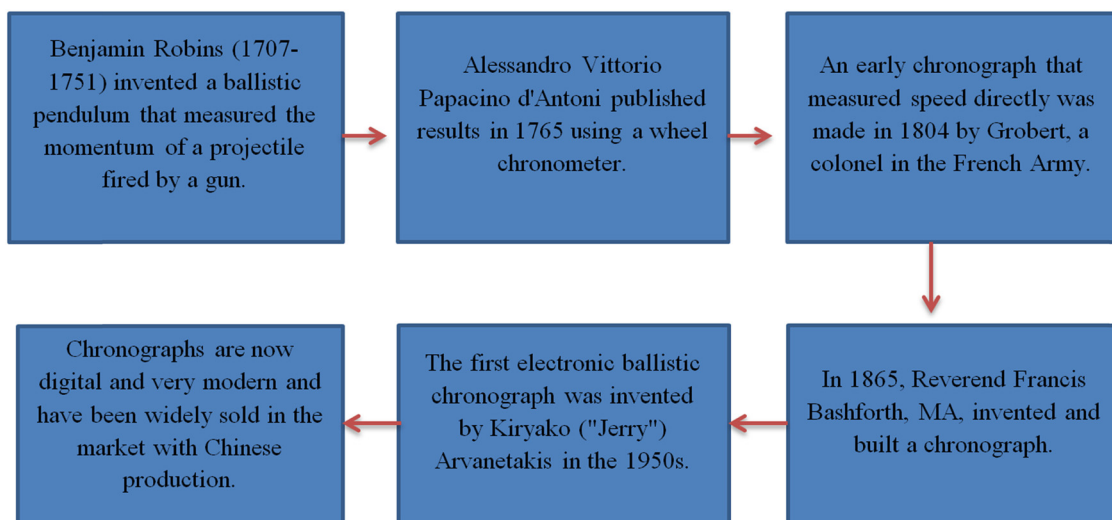 Benjamin Robins (1707-
1751) invented a ballistic
pendulum that measured the
momentum of a projectile
fired by a gun.
Alessandro Vittorio
Papacino d'Antoni published
results in 1765 using a wheel
chronometer.
An early chronograph that
measured speed directly was
made in 1804 by Grobert, a
colonel in the French Army.
In 1865, Reverend Francis
Bashforth, MA, invented and
built a chronograph.
The first electronic ballistic
chronograph was invented
by Kiryako ("Jerry")
Arvanetakis in the 1950s.
Chronographs are now
digital and very modern and
have been widely sold in the
market with Chinese
production.